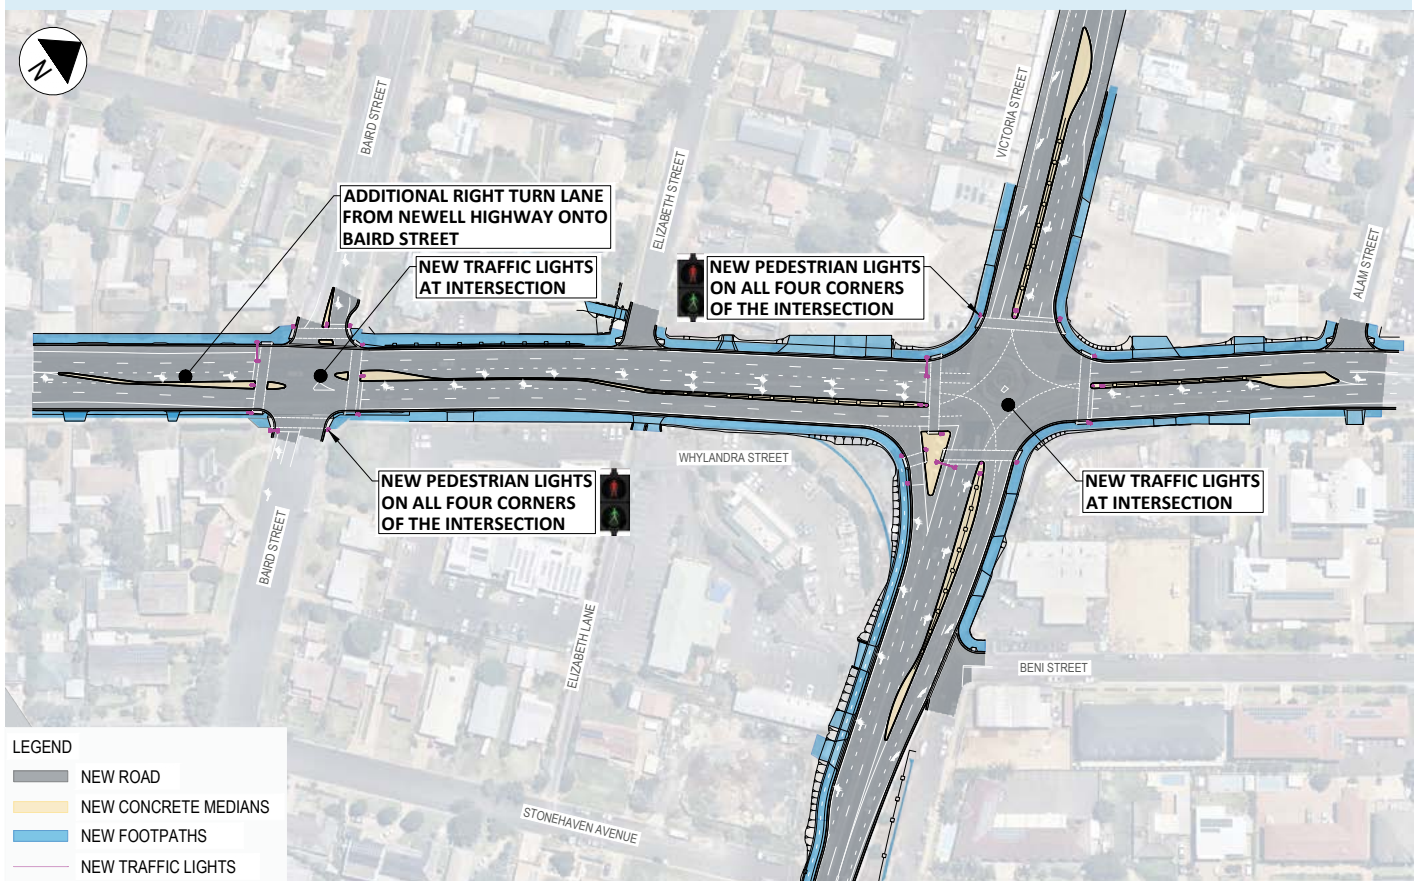 N
BAIRD STREET
ELIZABETH STREET
VICTORIA STREET
ALAM STREET
ADDITIONAL RIGHT TURN LANE
FROM NEWELL HIGHWAY ONTO
BAIRD STREET
NEW TRAFFIC LIGHTS
AT INTERSECTION
NEW PEDESTRIAN LIGHTS
ON ALL FOUR CORNERS
OF THE INTERSECTION
WHYLANDRA STREET
NEW PEDESTRIAN LIGHTS
ON ALL FOUR CORNERS
OF THE INTERSECTION
NEW TRAFFIC LIGHTS
AT INTERSECTION
BAIRD STREET
ELIZABETH LANE
BENI STREET
STONEHAVEN AVENUE
LEGEND
NEW ROAD
NEW CONCRETE MEDIANS
NEW FOOTPATHS
NEW TRAFFIC LIGHTS